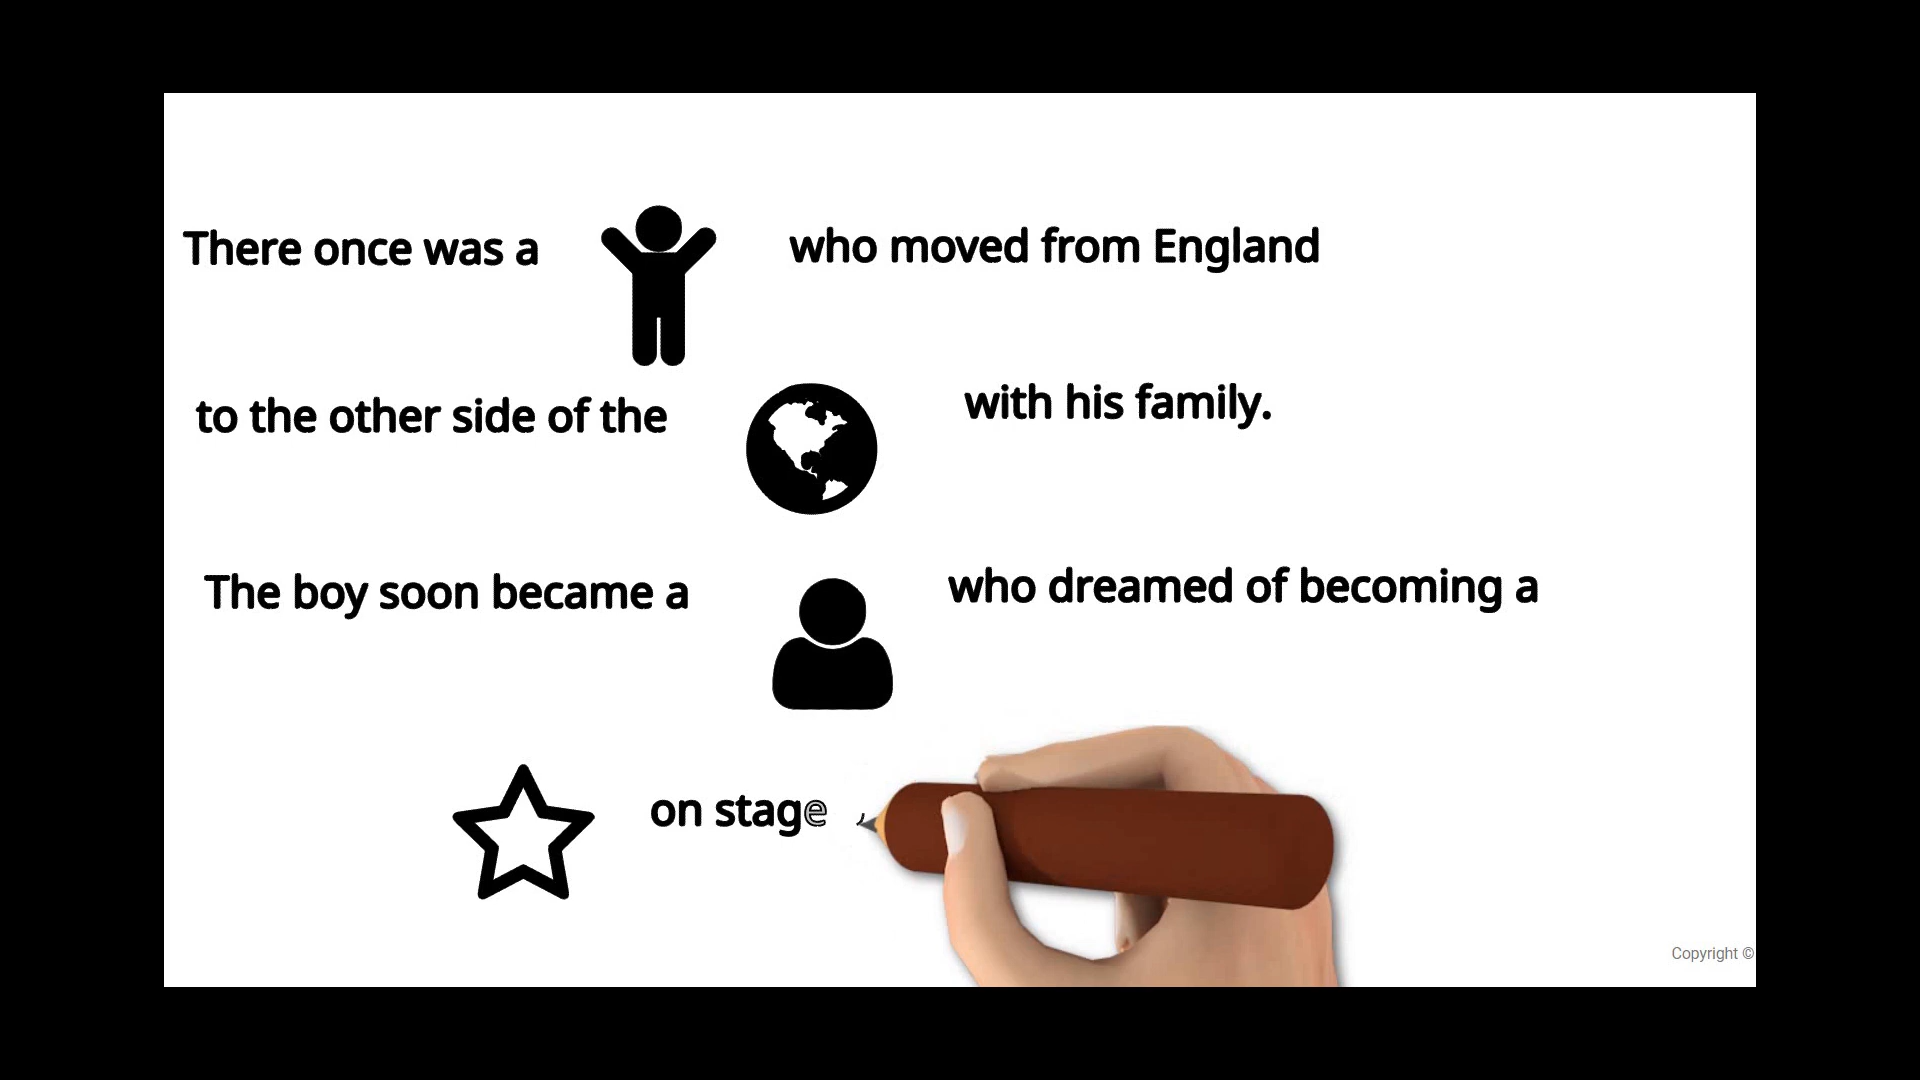 There once was a who moved from England
to the other side of the with his family.
The boy soon became a who dreamed of becoming a
on stage
Copyright ©